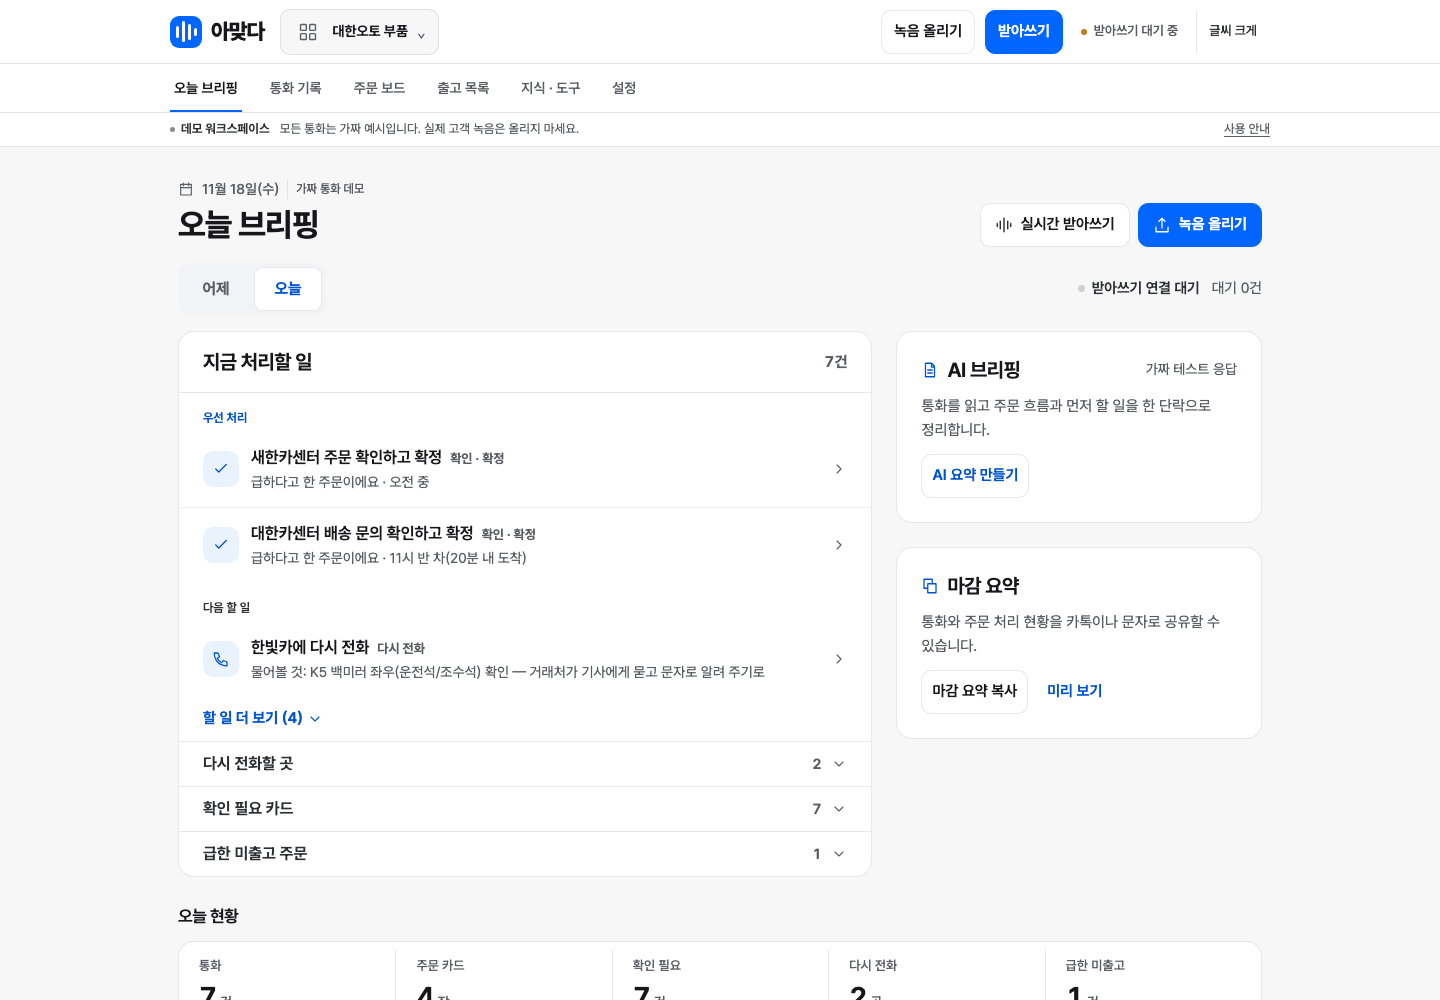 아맞다
대한오토 부품
녹음 올리기
받아쓰기
받아쓰기 대기 중
글씨 크게
오늘 브리핑
통화 기록
주문 보드
출고 목록
지식 · 도구
설정
데모 워크스페이스
모든 통화는 가짜 예시입니다. 실제 고객 녹음은 올리지 마세요.
사용 안내
11월 18일(수)
가짜 통화 데모
오늘 브리핑
실시간 받아쓰기
녹음 올리기
어제
오늘
받아쓰기 연결 대기
대기 0건
지금 처리할 일
7건
우선 처리
새한카센터 주문 확인하고 확정 확인 · 확정
급하다고 한 주문이에요 · 오전 중
대한카센터 배송 문의 확인하고 확정 확인 · 확정
급하다고 한 주문이에요 · 11시 반 차(20분 내 도착)
다음 할 일
한빛카에 다시 전화 다시 전화
물어볼 것: K5 백미러 좌우(운전석/조수석) 확인 — 거래처가 기사에게 묻고 문자로 알려 주기로
할 일 더 보기 (4)
다시 전화할 곳
2
확인 필요 카드
7
급한 미출고 주문
1
AI 브리핑
가짜 테스트 응답
통화를 읽고 주문 흐름과 먼저 할 일을 한 단락으로
정리합니다.
AI 요약 만들기
마감 요약
통화와 주문 처리 현황을 카톡이나 문자로 공유할 수
있습니다.
마감 요약 복사
미리 보기
오늘 현황
통화
주문 카드
확인 필요
다시 전화
급한 미출고
7
4
7
2
1